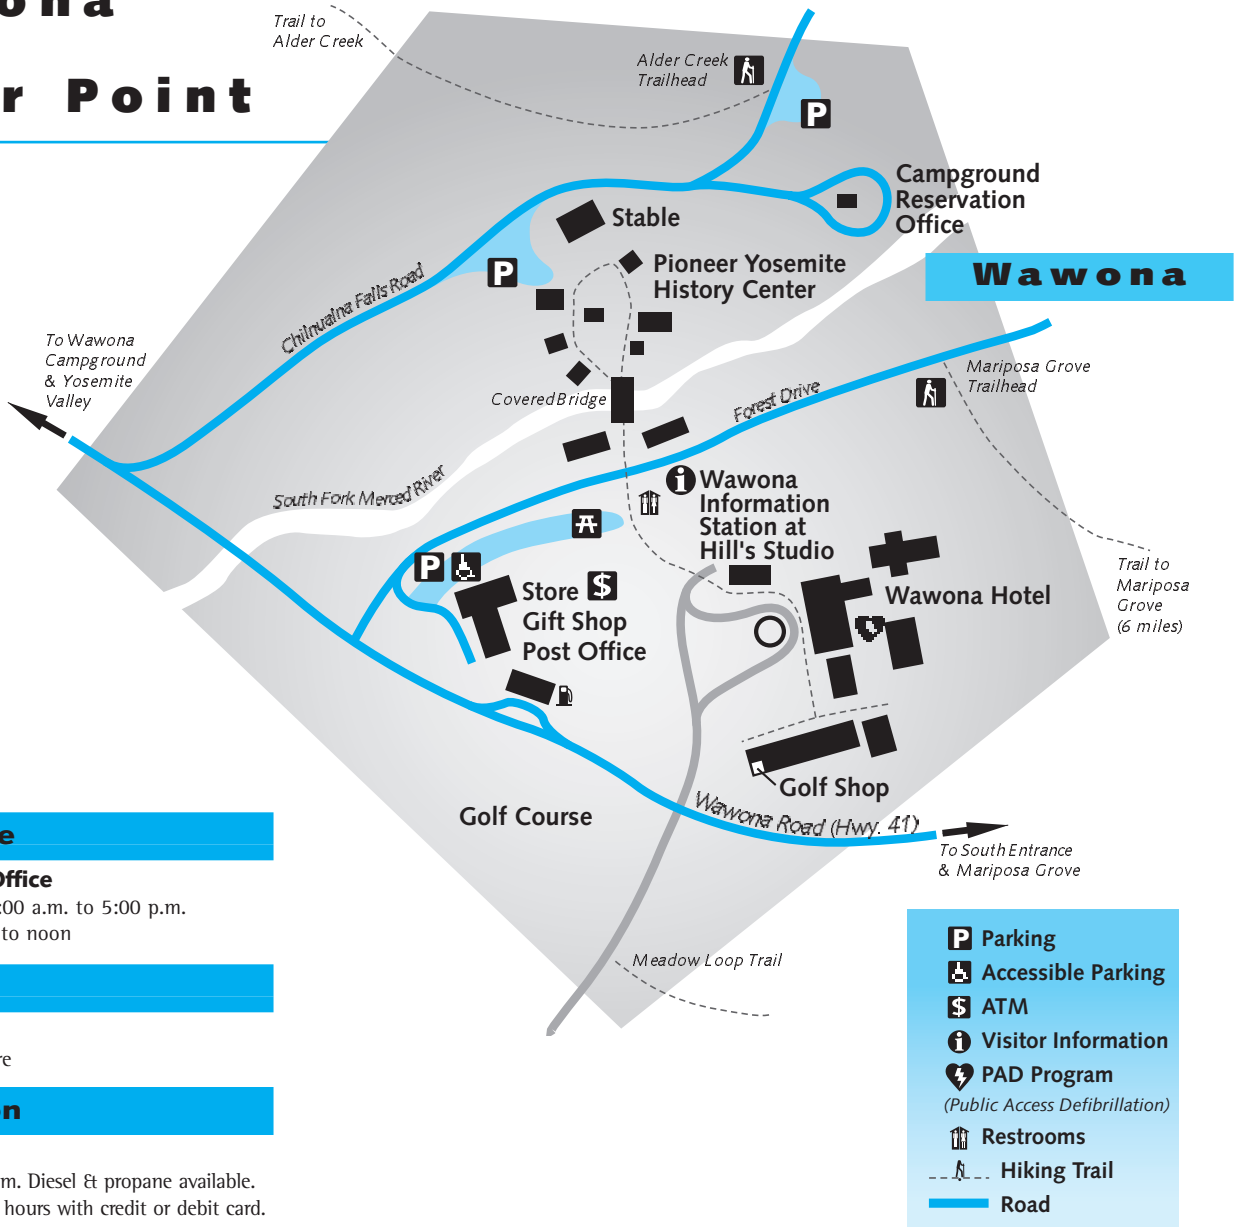 ona
r Point
Trail to
Alder Creek
Alder Creek
Trailhead
P
Campground
Reservation
Office
Stable
P
Pioneer Yosemite
History Center
Wawona
Chilnualna Falls Road
To Wawona
Campground
& Yosemite
Valley
Covered Bridge
Forest Drive
Mariposa Grove
Trailhead
South Fork Merced River
i
Wawona
Information
Station at
Hill's Studio
P
Store $
Gift Shop
Post Office
Wawona Hotel
Trail to
Mariposa
Grove
(6 miles)
Golf Shop
Golf Course
Wawona Road (Hwy. 41)
To South Entrance
& Mariposa Grove
Meadow Loop Trail
e
Office
:00 a.m. to 5:00 p.m.
to noon
re
on
m. Diesel & propane available.
hours with credit or debit card.
P Parking
Accessible Parking
$ ATM
i Visitor Information
PAD Program
(Public Access Defibrillation)
Restrooms
Hiking Trail
Road